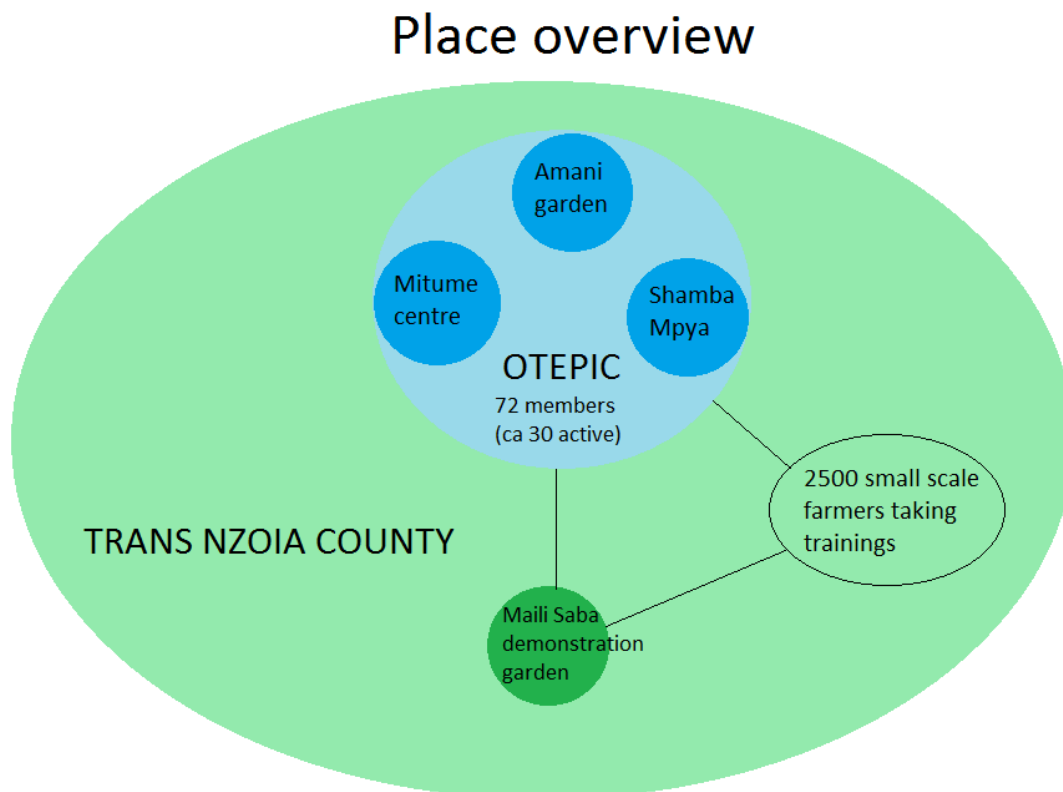 Place overview
Amani
garden
Mitume
centre
Shamba
Mpya
OTEPIC
72 members
(ca 30 active)
2500 small scale
farmers taking
trainings
TRANS NZOIA COUNTY
Maili Saba
demonstration
garden